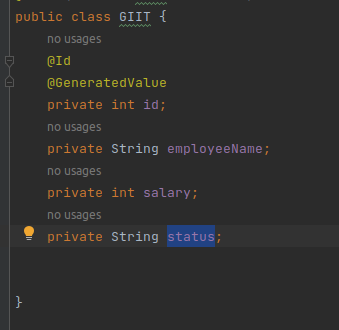 public class GIIT {
no usages
@Id
@GeneratedValue
private int id;
no usages
private String employeeName;
no usages
private int salary;
no usages
private String status;
}